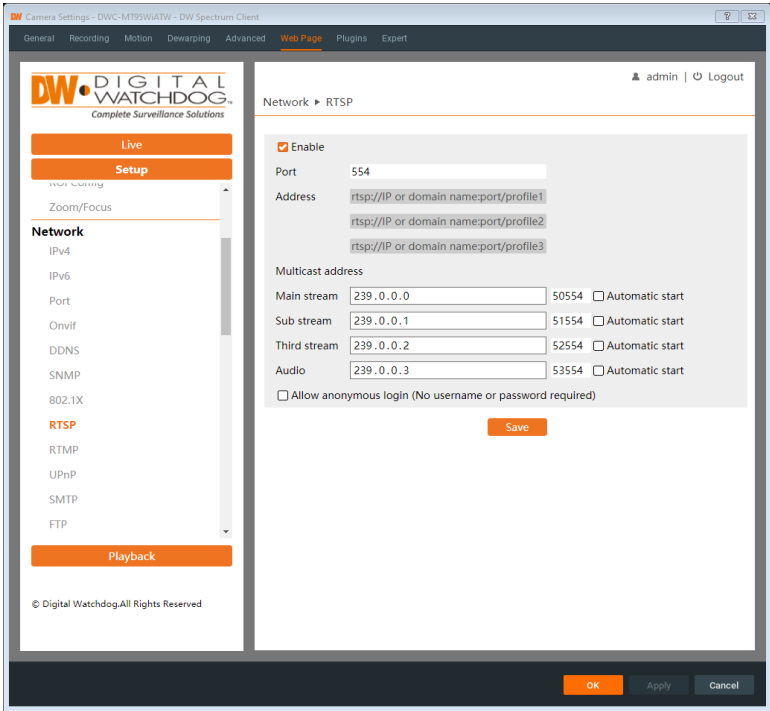 DW Camera Settings - DWC-MT95WiATW - DW Spectrum Client
General Recording Motion Dewarping Advanced Web Page Plugins Expert
DW DIGITAL
WATCHDOG™
Complete Surveillance Solutions
Live
Setup
ROI Config
Zoom/Focus
Network
IPv4
IPv6
Port
Onvif
DDNS
SNMP
802.1X
RTSP
RTMP
UPnP
SMTP
FTP
Playback
© Digital Watchdog.All Rights Reserved
admin | Logout
Network ▸ RTSP
Enable
Port 554
Address rtsp://IP or domain name:port/profile1
rtsp://IP or domain name:port/profile2
rtsp://IP or domain name:port/profile3
Multicast address
Main stream 239.0.0.0 50554 Automatic start
Sub stream 239.0.0.1 51554 Automatic start
Third stream 239.0.0.2 52554 Automatic start
Audio 239.0.0.3 53554 Automatic start
Allow anonymous login (No username or password required)
Save
OK Apply Cancel